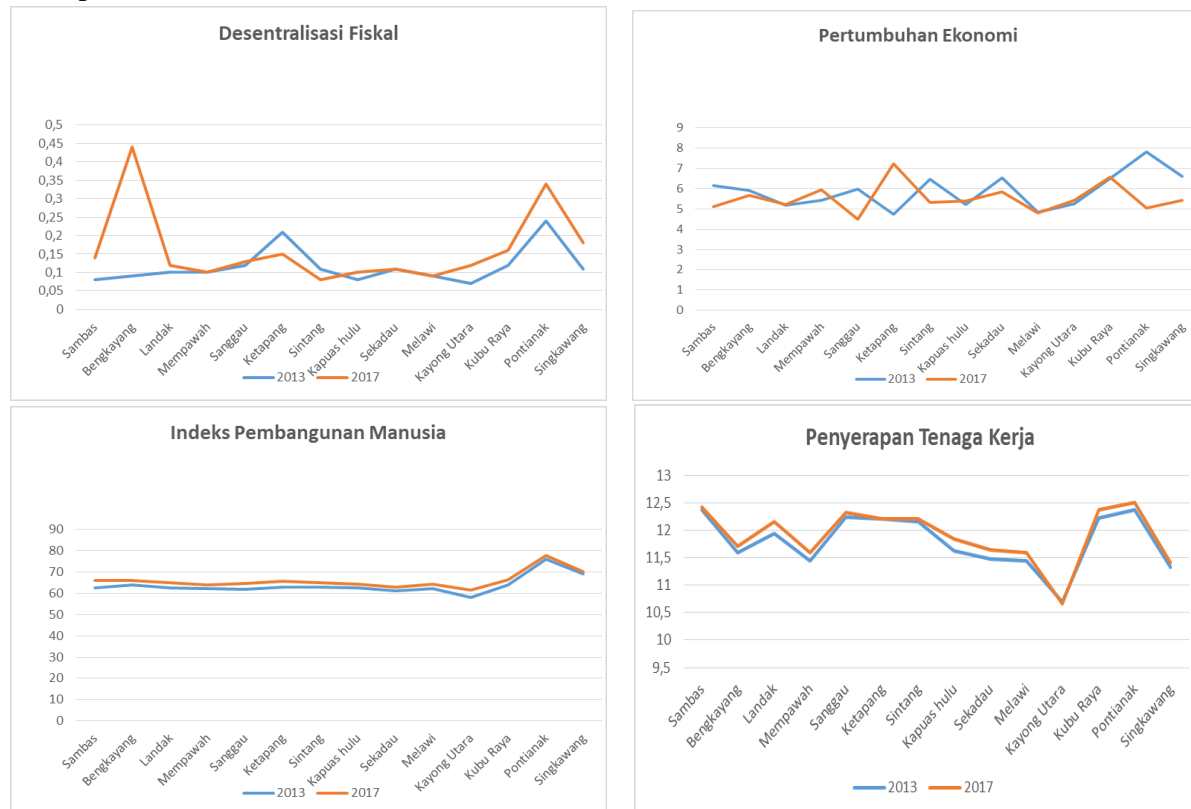 Desentralisasi Fiskal
0,5
0,45
0,4
0,35
0,3
0,25
0,2
0,15
0,1
0,05
0
Sambas
Bengkayang
Landak
Mempawah
Sanggau
Ketapang
Sintang
Kapuas hulu
Sekadau
Melawi
Kayong Utara
Kubu Raya
Pontianak
Singkawang
2013 2017
Pertumbuhan Ekonomi
9
8
7
6
5
4
3
2
1
0
Sambas
Bengkayang
Landak
Mempawah
Sanggau
Ketapang
Sintang
Kapuas hulu
Sekadau
Melawi
Kayong Utara
Kubu Raya
Pontianak
Singkawang
2013 2017
Indeks Pembangunan Manusia
90
80
70
60
50
40
30
20
10
0
Sambas
Bengkayang
Landak
Mempawah
Sanggau
Ketapang
Sintang
Kapuas hulu
Sekadau
Melawi
Kayong Utara
Kubu Raya
Pontianak
Singkawang
2013 2017
Penyerapan Tenaga Kerja
13
12,5
12
11,5
11
10,5
10
9,5
Sambas
Bengkayang
Landak
Mempawah
Sanggau
Ketapang
Sintang
Kapuas hulu
Sekadau
Melawi
Kayong Utara
Kubu Raya
Pontianak
Singkawang
2013 2017